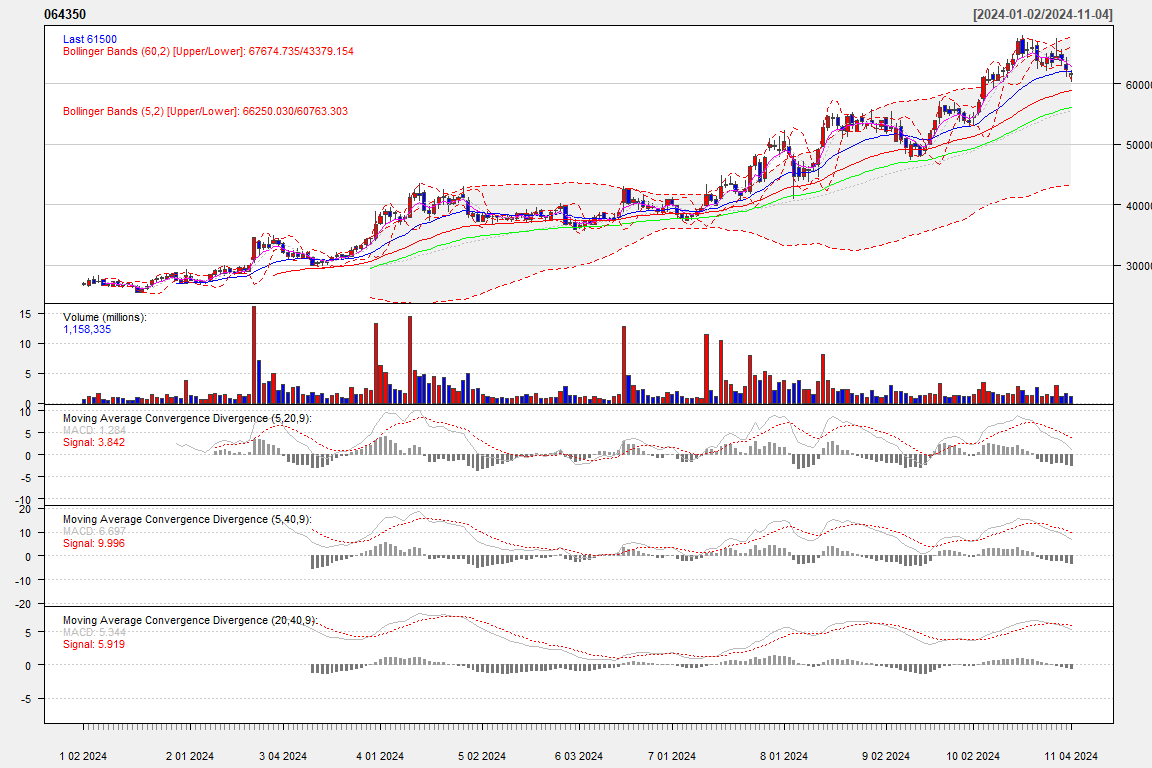 064350 [2024-01-02/2024-11-04]
Last 61500
Bollinger Bands (60,2) [Upper/Lower]: 67674.735/43379.154
Bollinger Bands (5,2) [Upper/Lower]: 66250.030/60763.303
60000
50000
40000
30000
Volume (millions):
1,158,335
15
10
5
0
Moving Average Convergence Divergence (5,20,9):
MACD: 1.284
Signal: 3.842
10
5
0
-5
-10
Moving Average Convergence Divergence (5,40,9):
MACD: 6.697
Signal: 9.996
20
10
0
-10
-20
Moving Average Convergence Divergence (20,40,9):
MACD: 5.344
Signal: 5.919
5
0
-5
1 02 2024 2 01 2024 3 04 2024 4 01 2024 5 02 2024 6 03 2024 7 01 2024 8 01 2024 9 02 2024 10 02 2024 11 04 2024